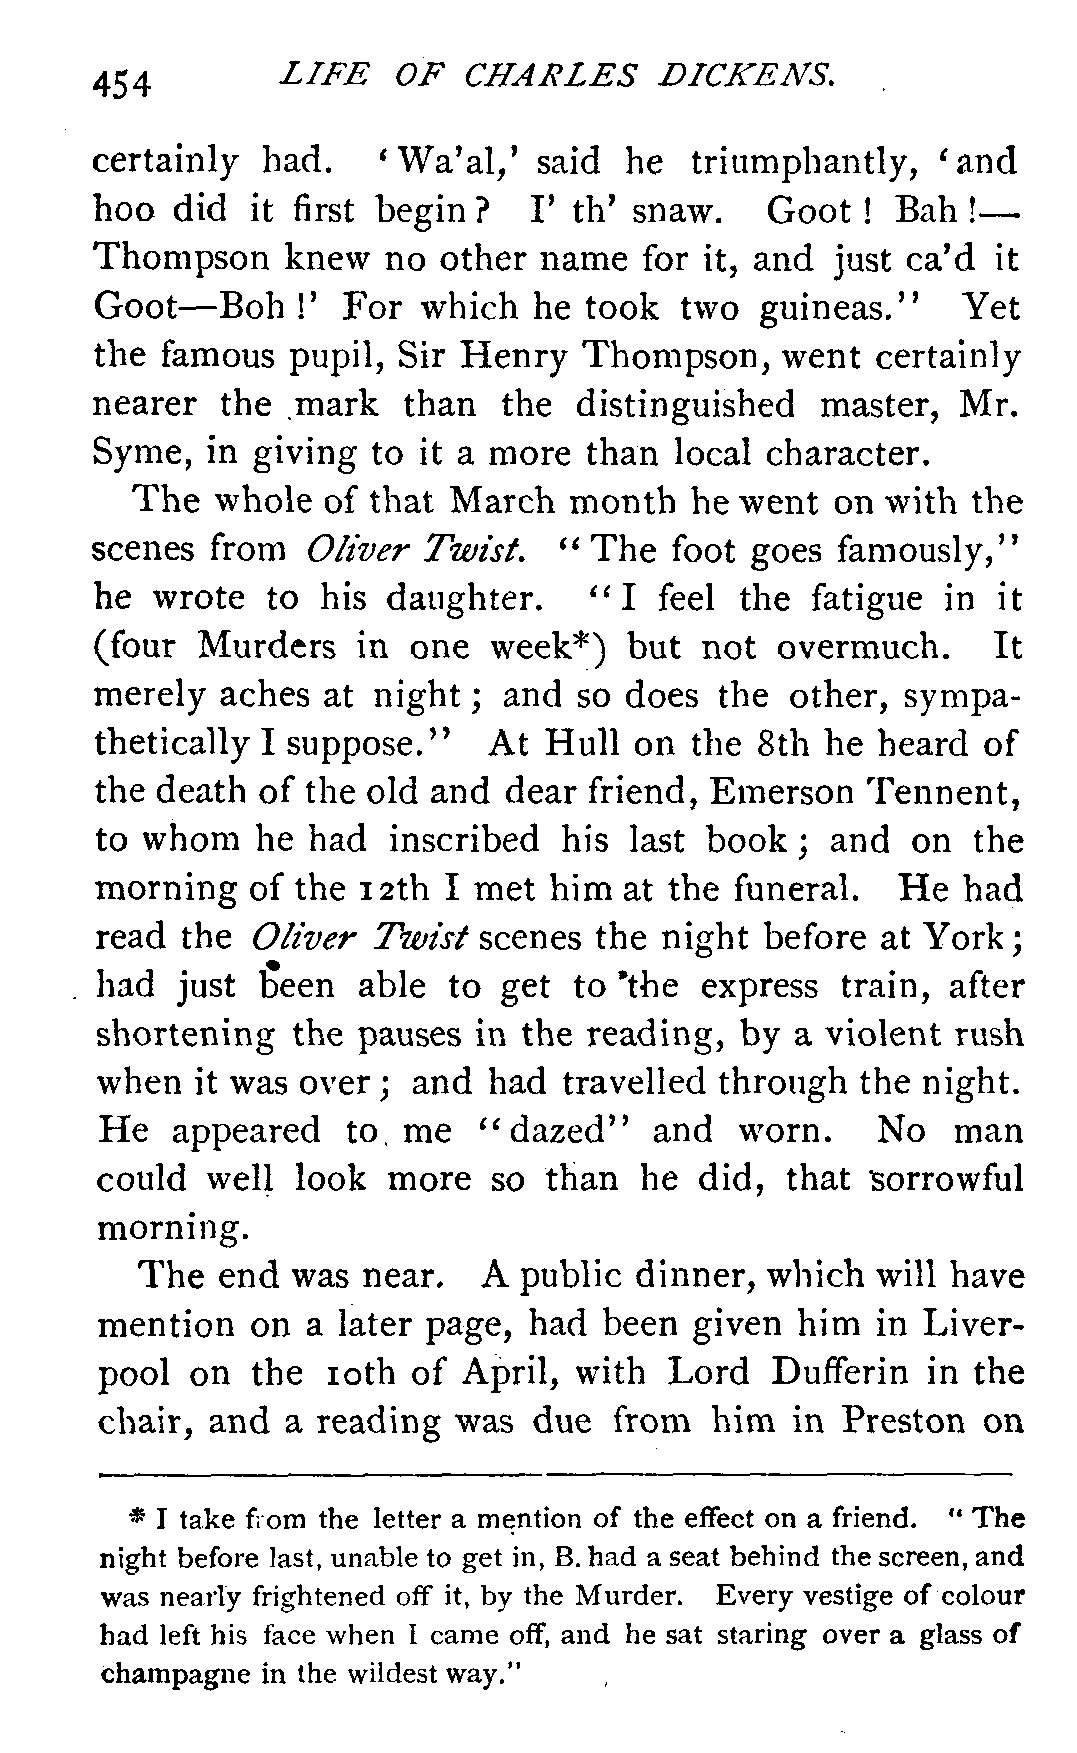 454 LIFE OF CHARLES DICKENS.
certainly had. ‘Wa’al,’ said he triumphantly, ‘and
hoo did it first begin? I’ th’ snaw. Goot! Bah!—
Thompson knew no other name for it, and just ca’d it
Goot—Boh!’ For which he took two guineas.” Yet
the famous pupil, Sir Henry Thompson, went certainly
nearer the mark than the distinguished master, Mr.
Syme, in giving to it a more than local character.
The whole of that March month he went on with the
scenes from Oliver Twist. “The foot goes famously,”
he wrote to his daughter. “I feel the fatigue in it
(four Murders in one week*) but not overmuch. It
merely aches at night; and so does the other, sympa-
thetically I suppose.” At Hull on the 8th he heard of
the death of the old and dear friend, Emerson Tennent,
to whom he had inscribed his last book; and on the
morning of the 12th I met him at the funeral. He had
read the Oliver Twist scenes the night before at York;
had just been able to get to the express train, after
shortening the pauses in the reading, by a violent rush
when it was over; and had travelled through the night.
He appeared to me “dazed” and worn. No man
could well look more so than he did, that sorrowful
morning.
The end was near. A public dinner, which will have
mention on a later page, had been given him in Liver-
pool on the 10th of April, with Lord Dufferin in the
chair, and a reading was due from him in Preston on
* I take from the letter a mention of the effect on a friend. “The
night before last, unable to get in, B. had a seat behind the screen, and
was nearly frightened off it, by the Murder. Every vestige of colour
had left his face when I came off, and he sat staring over a glass of
champagne in the wildest way.”